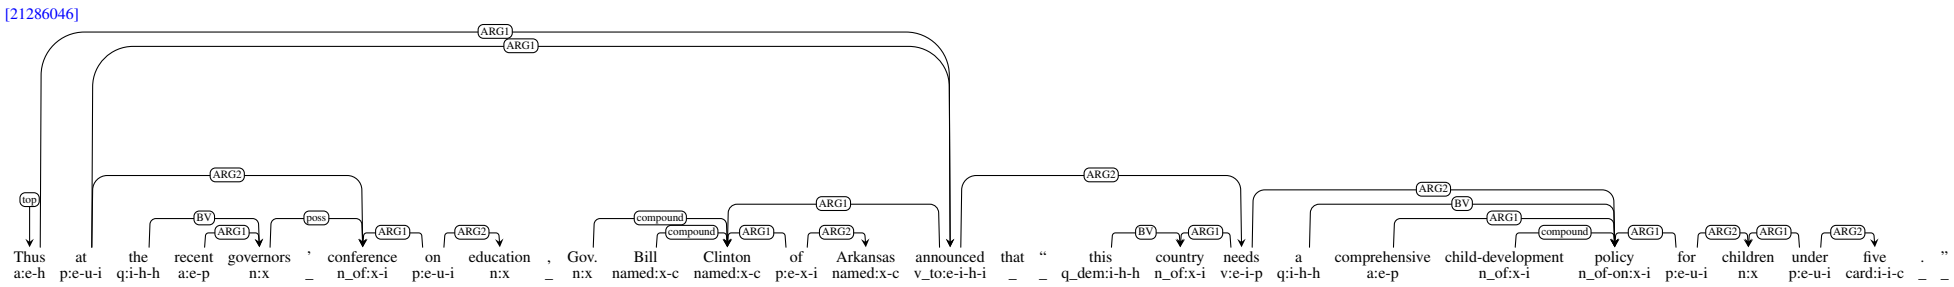 [21286046]
ARG1
ARG1
ARG2 ARG2
ARG2
top ARG1 BV
BV poss compound ARG1
ARG1 ARG1 ARG2 compound ARG1 ARG2 BV ARG1 compound ARG1 ARG2 ARG1 ARG2
Thus at the recent governors ’ conference on education , Gov. Bill Clinton of Arkansas announced that “ this country needs a comprehensive child-development policy for children under five . ”
a:e-h p:e-u-i q:i-h-h a:e-p n:x _ n_of:x-i p:e-u-i n:x _ n:x named:x-c named:x-c p:e-x-i named:x-c v_to:e-i-h-i _ _ q_dem:i-h-h n_of:x-i v:e-i-p q:i-h-h a:e-p n_of:x-i n_of-on:x-i p:e-u-i n:x p:e-u-i card:i-i-c _ _